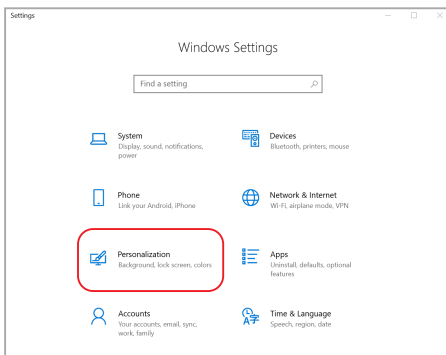 Settings
Windows Settings
Find a setting
System
Display, sound, notifications,
power
Devices
Bluetooth, printers, mouse
Phone
Link your Android, iPhone
Network & Internet
Wi-Fi, airplane mode, VPN
Personalization
Background, lock screen, colors
Apps
Uninstall, defaults, optional
features
Accounts
Your accounts, email, sync,
work, family
Time & Language
Speech, region, date